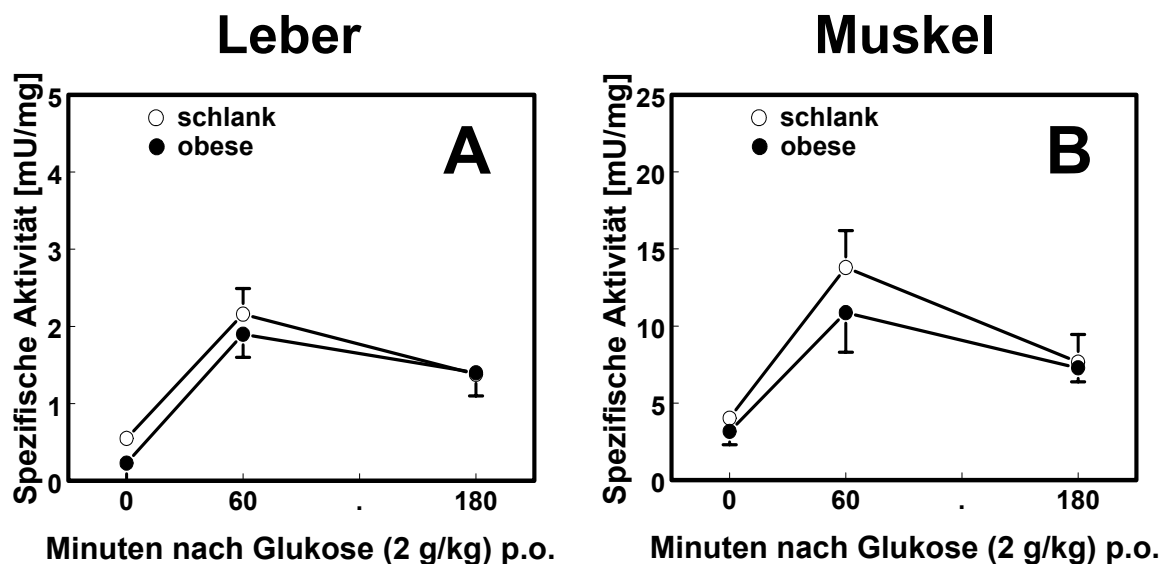 Leber
Spezifische Aktivität [mU/mg]
5
4
3
2
1
0
schlank
obese
A
0 60 . 180
Minuten nach Glukose (2 g/kg) p.o.
Muskel
Spezifische Aktivität [mU/mg]
25
20
15
10
5
0
schlank
obese
B
0 60 . 180
Minuten nach Glukose (2 g/kg) p.o.